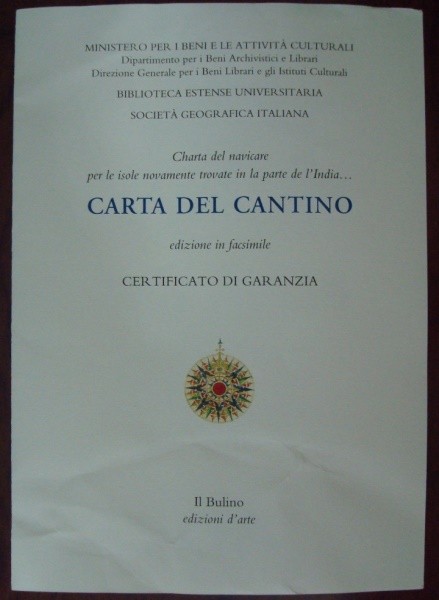 MINISTERO PER I BENI E LE ATTIVITÀ CULTURALI
Dipartimento per i Beni Archivistici e Librari
Direzione Generale per i Beni Librari e gli Istituti Culturali
BIBLIOTECA ESTENSE UNIVERSITARIA
SOCIETÀ GEOGRAFICA ITALIANA
Charta del navicare
per le isole novamente trovate in la parte de l'India...
CARTA DEL CANTINO
edizione in facsimile
CERTIFICATO DI GARANZIA
Il Bulino
edizioni d'arte